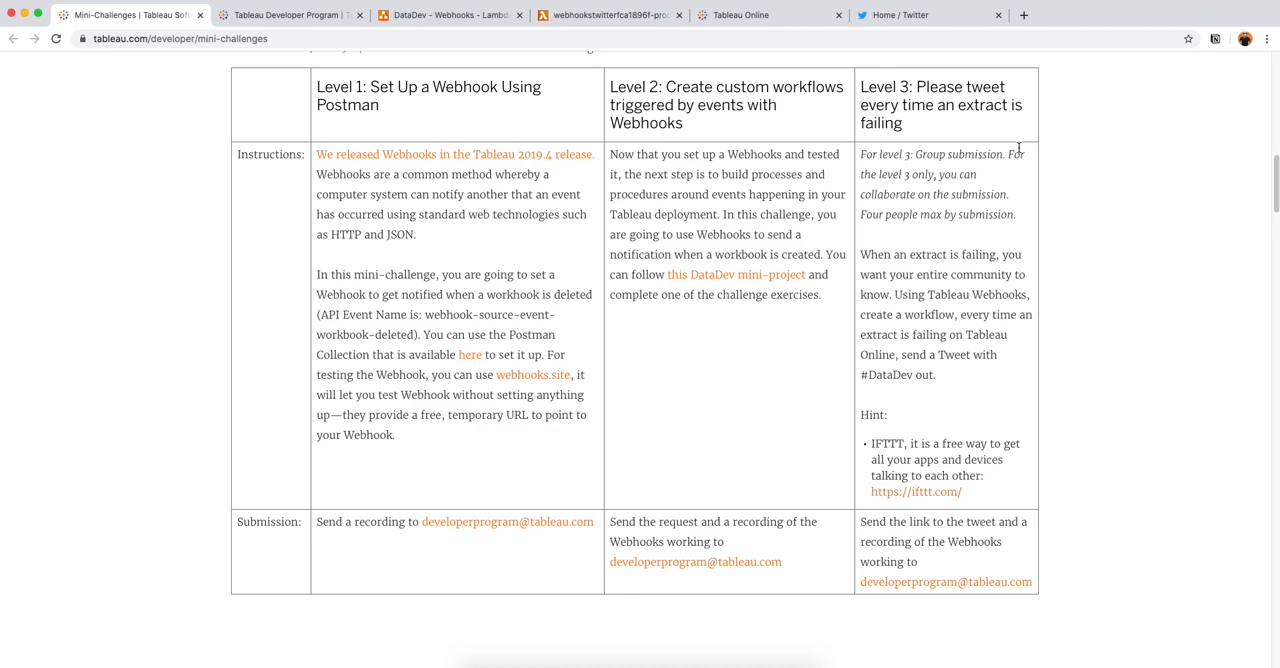 Mini-Challenges | Tableau Soft
Tableau Developer Program | T
DataDev - Webhooks - Lambd
webhookstwitterfca1896f-pro
Tableau Online
Home / Twitter
tableau.com/developer/mini-challenges
Level 1: Set Up a Webhook Using
Postman
Level 2: Create custom workflows
triggered by events with
Webhooks
Level 3: Please tweet
every time an extract is
failing
Instructions:
We released Webhooks in the Tableau 2019.4 release.
Webhooks are a common method whereby a
computer system can notify another that an event
has occurred using standard web technologies such
as HTTP and JSON.
In this mini-challenge, you are going to set a
Webhook to get notified when a workhook is deleted
(API Event Name is: webhook-source-event-
workbook-deleted). You can use the Postman
Collection that is available here to set it up. For
testing the Webhook, you can use webhooks.site, it
will let you test Webhook without setting anything
up—they provide a free, temporary URL to point to
your Webhook.
Now that you set up a Webhooks and tested
it, the next step is to build processes and
procedures around events happening in your
Tableau deployment. In this challenge, you
are going to use Webhooks to send a
notification when a workbook is created. You
can follow this DataDev mini-project and
complete one of the challenge exercises.
For level 3: Group submission. For
the level 3 only, you can
collaborate on the submission.
Four people max by submission.
When an extract is failing, you
want your entire community to
know. Using Tableau Webhooks,
create a workflow, every time an
extract is failing on Tableau
Online, send a Tweet with
#DataDev out.
Hint:
• IFTTT, it is a free way to get
all your apps and devices
talking to each other:
https://ifttt.com/
Submission:
Send a recording to developerprogram@tableau.com
Send the request and a recording of the
Webhooks working to
developerprogram@tableau.com
Send the link to the tweet and a
recording of the Webhooks
working to
developerprogram@tableau.com